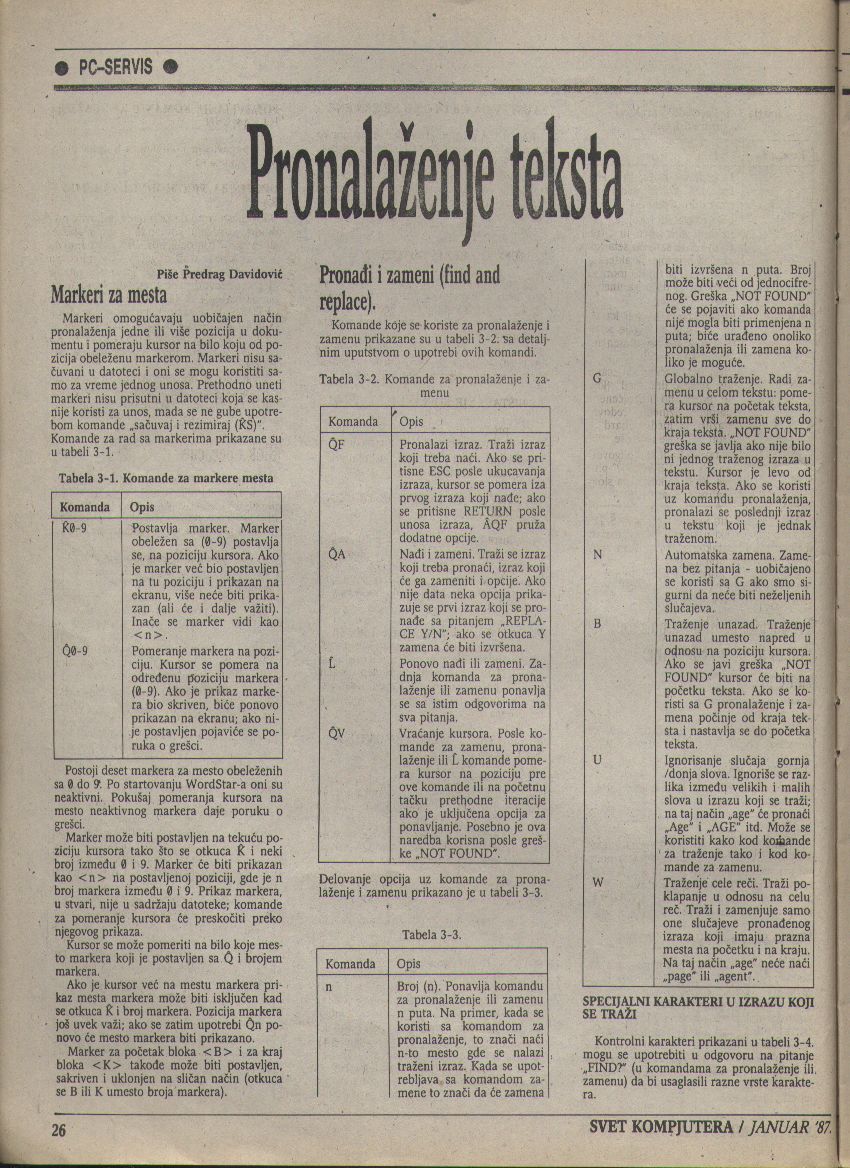 ● PC-SERVIS ●
Pronalaženje teksta
Piše Predrag Davidović
Markeri za mesta
Markeri omogućavaju uobičajen način
pronalaženja jedne ili više pozicija u doku-
mentu i pomeraju kursor na bilo koju od po-
zicija obeleženu markerom. Markeri nisu sa-
čuvani u datoteci i oni se mogu koristiti sa-
mo za vreme jednog unosa. Prethodno uneti
markeri nisu prisutni u datoteci koja se kas-
nije koristi za unos, mada se ne gube upotre-
bom komande „sačuvaj i rezimiraj (K̂S)".
Komande za rad sa markerima prikazane su
u tabeli 3-1.
Tabela 3-1. Komande za markere mesta
Komanda Opis
K̂0-9 Postavlja marker. Marker
obeležen sa (0-9) postavlja
se, na poziciju kursora. Ako
je marker već bio postavljen
na tu poziciju i prikazan na
ekranu, više neće biti prika-
zan (ali će i dalje važiti).
Inače se marker vidi kao
<n>.
Q̂0-9 Pomeranje markera na pozi-
ciju. Kursor se pomera na
određenu poziciju markera
(0-9). Ako je prikaz marke-
ra bio skriven, biće ponovo
prikazan na ekranu; ako ni-
je postavljen pojaviće se po-
ruka o grešci.
Postoji deset markera za mesto obeleženih
sa 0 do 9. Po startovanju WordStar-a oni su
neaktivni. Pokušaj pomeranja kursora na
mesto neaktivnog markera daje poruku o
grešci.
Marker može biti postavljen na tekuću po-
ziciju kursora tako što se otkuca K̂ i neki
broj između 0 i 9. Marker će biti prikazan
kao <n> na postavljenoj poziciji, gde je n
broj markera između 0 i 9. Prikaz markera,
u stvari, nije u sadržaju datoteke; komande
za pomeranje kursora će preskočiti preko
njegovog prikaza.
Kursor se može pomeriti na bilo koje mes-
to markera koji je postavljen sa Q̂ i brojem
markera.
Ako je kursor već na mestu markera pri-
kaz mesta markera može biti isključen kad
se otkuca K̂ i broj markera. Pozicija markera
još uvek važi; ako se zatim upotrebi Q̂n po-
novo će mesto markera biti prikazano.
Marker za početak bloka <B> i za kraj
bloka <K> takođe može biti postavljen,
sakriven i uklonjen na sličan način (otkuca
se B ili K umesto broja markera).
Pronađi i zameni (find and
replace).
Komande koje se koriste za pronalaženje i
zamenu prikazane su u tabeli 3-2. sa detalj-
nim uputstvom o upotrebi ovih komandi.
Tabela 3-2. Komande za pronalaženje i za-
menu
Komanda Opis
Q̂F Pronalazi izraz. Traži izraz
koji treba naći. Ako se pri-
tisne ESC posle ukucavanja
izraza, kursor se pomera iza
prvog izraza koji nađe; ako
se pritisne RETURN posle
unosa izraza, ÂQF pruža
dodatne opcije.
Q̂A Nađi i zameni. Traži se izraz
koji treba pronaći, izraz koji
će ga zameniti i opcije. Ako
nije data neka opcija prika-
zuje se prvi izraz koji se pro-
nađe sa pitanjem „REPLA-
CE Y/N"; ako se otkuca Y
zamena će biti izvršena.
L̂ Ponovo nađi ili zameni. Za-
dnja komanda za prona-
laženje ili zamenu ponavlja
se sa istim odgovorima na
sva pitanja.
Q̂V Vraćanje kursora. Posle ko-
mande za zamenu, prona-
laženje ili L̂ komande pome-
ra kursor na poziciju pre
ove komande ili na početnu
tačku prethodne iteracije
ako je uključena opcija za
ponavljanje. Posebno je ova
naredba korisna posle greš-
ke „NOT FOUND".
Delovanje opcija uz komande za prona-
laženje i zamenu prikazano je u tabeli 3-3.
Tabela 3-3.
Komanda Opis
n Broj (n). Ponavlja komandu
za pronalaženje ili zamenu
n puta. Na primer, kada se
koristi sa komandom za
pronalaženje, to znači naći
n-to mesto gde se nalazi
traženi izraz. Kada se upot-
rebljava sa komandom za-
mene to znači da će zamena
biti izvršena n puta. Broj
može biti veći od jednocifre-
nog. Greška „NOT FOUND"
će se pojaviti ako komanda
nije mogla biti primenjena n
puta; biće urađeno onoliko
pronalaženja ili zamena ko-
liko je moguće.
G Globalno traženje. Radi za-
menu u celom tekstu: pome-
ra kursor na početak teksta,
zatim vrši zamenu sve do
kraja teksta. „NOT FOUND"
greška se javlja ako nije bilo
ni jednog traženog izraza u
tekstu. Kursor je levo od
kraja teksta. Ako se koristi
uz komandu pronalaženja,
pronalazi se poslednji izraz
u tekstu koji je jednak
traženom.
N Automatska zamena. Zame-
na bez pitanja - uobičajeno
se koristi sa G ako smo si-
gurni da neće biti neželjenih
slučajeva.
B Traženje unazad. Traženje
unazad umesto napred u
odnosu na poziciju kursora.
Ako se javi greška „NOT
FOUND" kursor će biti na
početku teksta. Ako se ko-
risti sa G pronalaženje i za-
mena počinje od kraja tek-
sta i nastavlja se do početka
teksta.
U Ignorisanje slučaja gornja
/donja slova. Ignoriše se raz-
lika između velikih i malih
slova u izrazu koji se traži;
na taj način „age" će pronaći
„Age" i „AGE" itd. Može se
koristiti kako kod komande
za traženje tako i kod ko-
mande za zamenu.
W Traženje cele reči. Traži po-
klapanje u odnosu na celu
reč. Traži i zamenjuje samo
one slučajeve pronađenog
izraza koji imaju prazna
mesta na početku i na kraju.
Na taj način „age" neće naći
„page" ili „agent".
SPECIJALNI KARAKTERI U IZRAZU KOJI
SE TRAŽI
Kontrolni karakteri prikazani u tabeli 3-4.
mogu se upotrebiti u odgovoru na pitanje
„FIND?" (u komandama za pronalaženje ili
zamenu) da bi usaglasili razne vrste karakte-
ra.
26
SVET KOMPJUTERA / JANUAR '87.